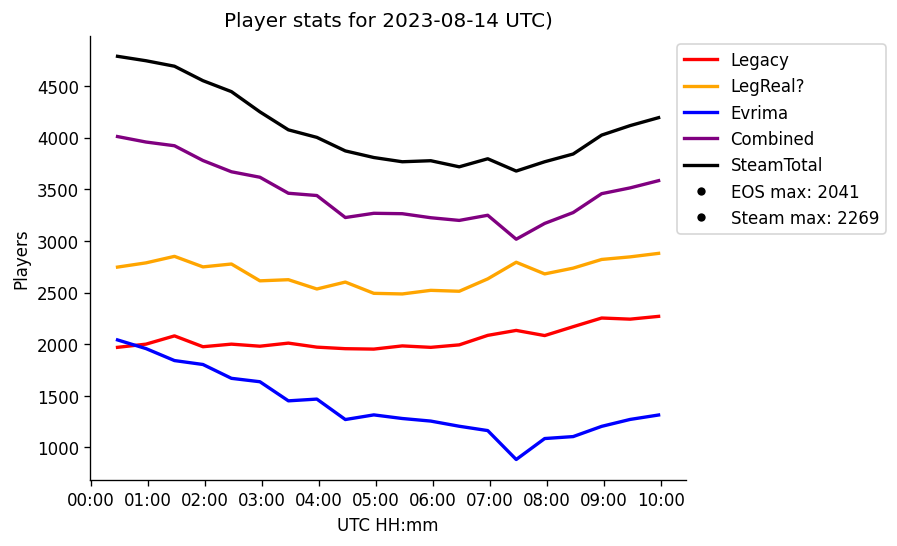 Player stats for 2023-08-14 UTC)
Legacy
LegReal?
Evrima
Combined
SteamTotal
EOS max: 2041
Steam max: 2269
Players
4500
4000
3500
3000
2500
2000
1500
1000
00:00 01:00 02:00 03:00 04:00 05:00 06:00 07:00 08:00 09:00 10:00
UTC HH:mm